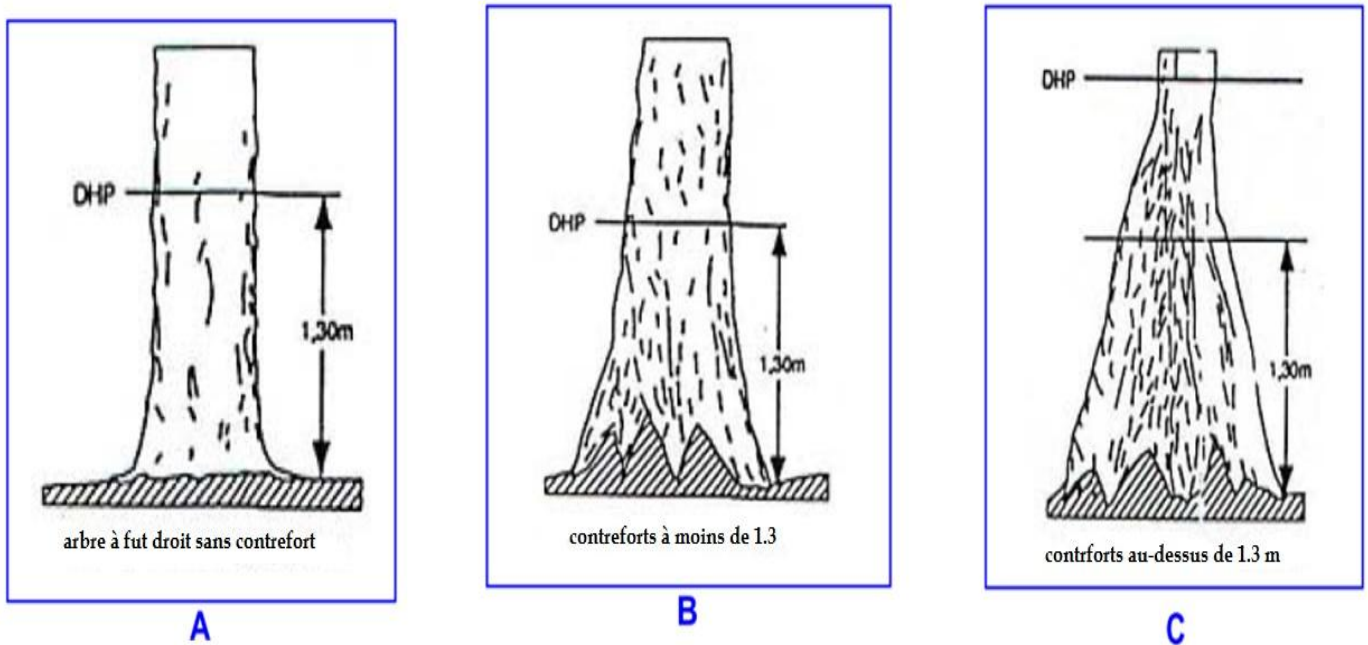 DHP
1,30m
arbre à fut droit sans contrefort
A
DHP
1,30m
contreforts à moins de 1.3
B
DHP
1,30m
contrforts au-dessus de 1.3 m
C